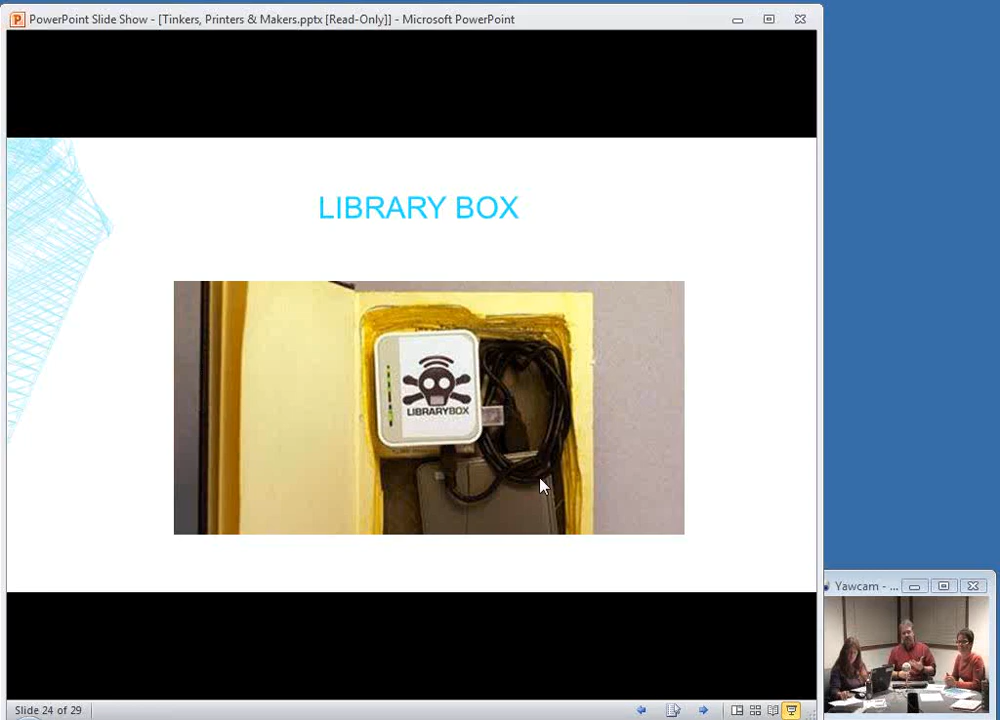 PowerPoint Slide Show - [Tinkers, Printers & Makers.pptx [Read-Only]] - Microsoft PowerPoint
LIBRARY BOX
LIBRARYBOX
Yawcam - ...
Slide 24 of 29